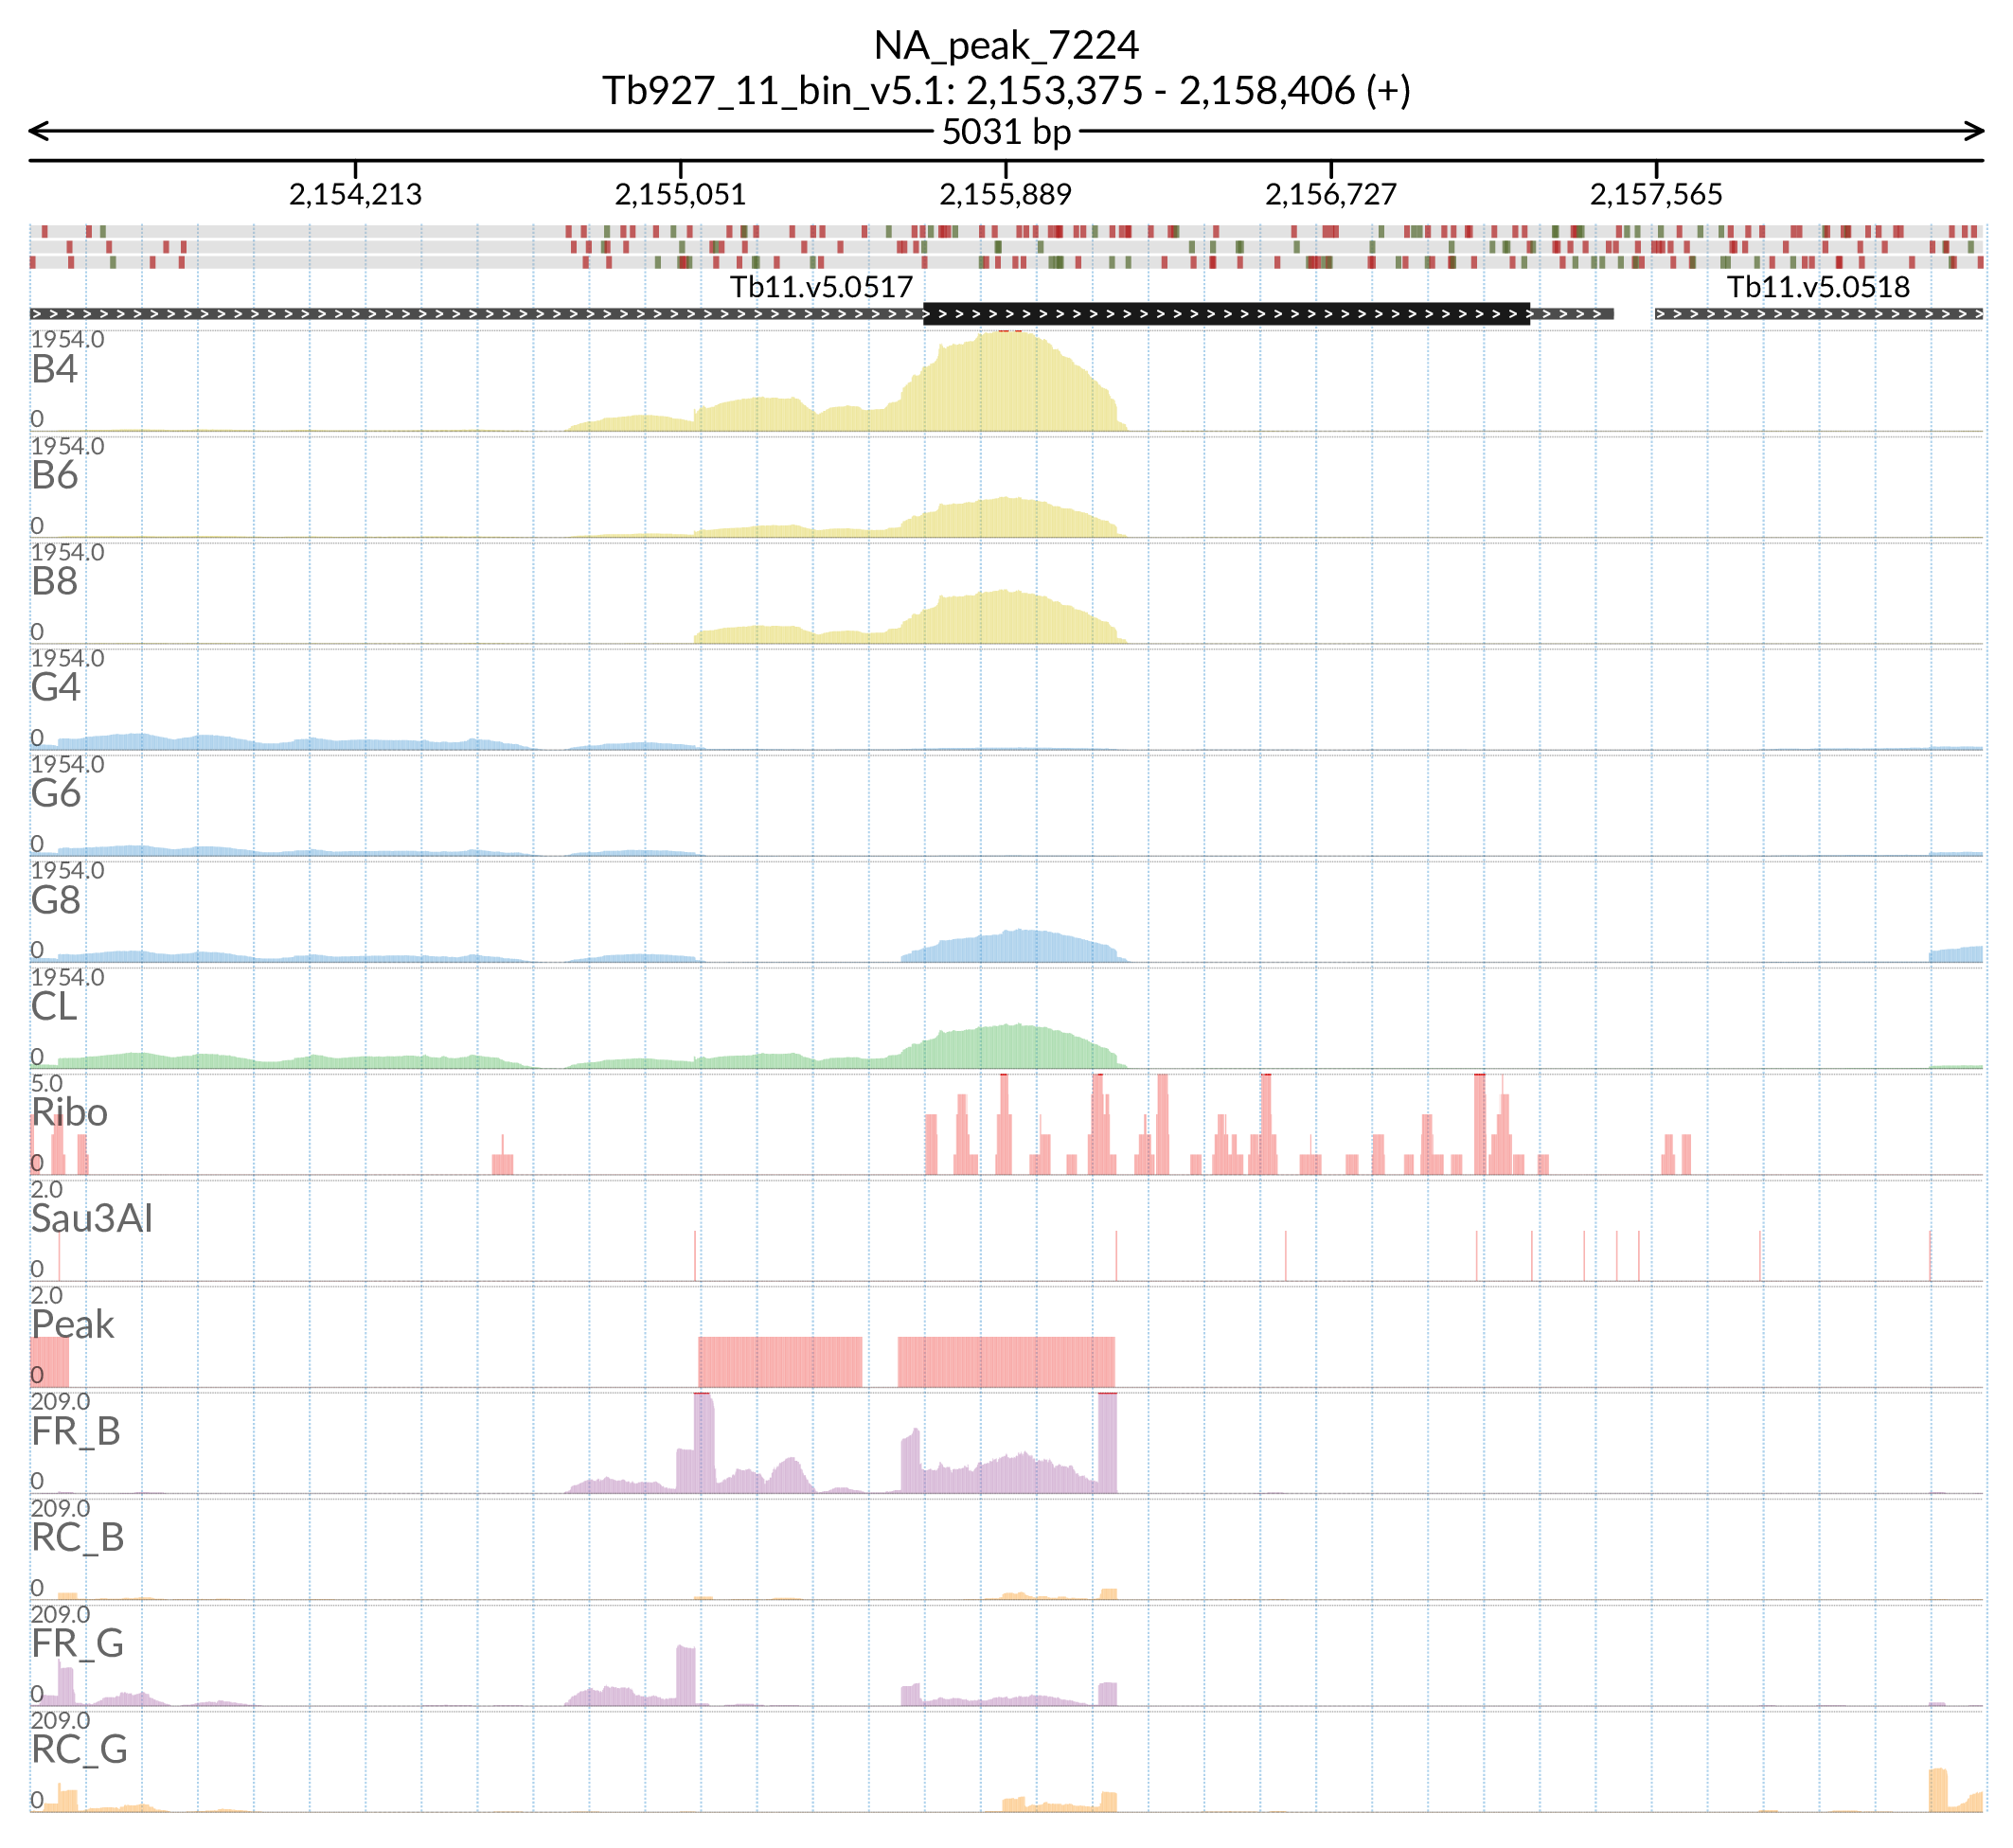 NA_peak_7224
Tb927_11_bin_v5.1: 2,153,375 - 2,158,406 (+)
5031 bp
2,154,213 2,155,051 2,155,889 2,156,727 2,157,565
Tb11.v5.0517 Tb11.v5.0518
1954.0
B4
0
1954.0
B6
0
1954.0
B8
0
1954.0
G4
0
1954.0
G6
0
1954.0
G8
0
1954.0
CL
0
5.0
Ribo
0
2.0
Sau3AI
0
2.0
Peak
0
209.0
FR_B
0
209.0
RC_B
0
209.0
FR_G
0
209.0
RC_G
0